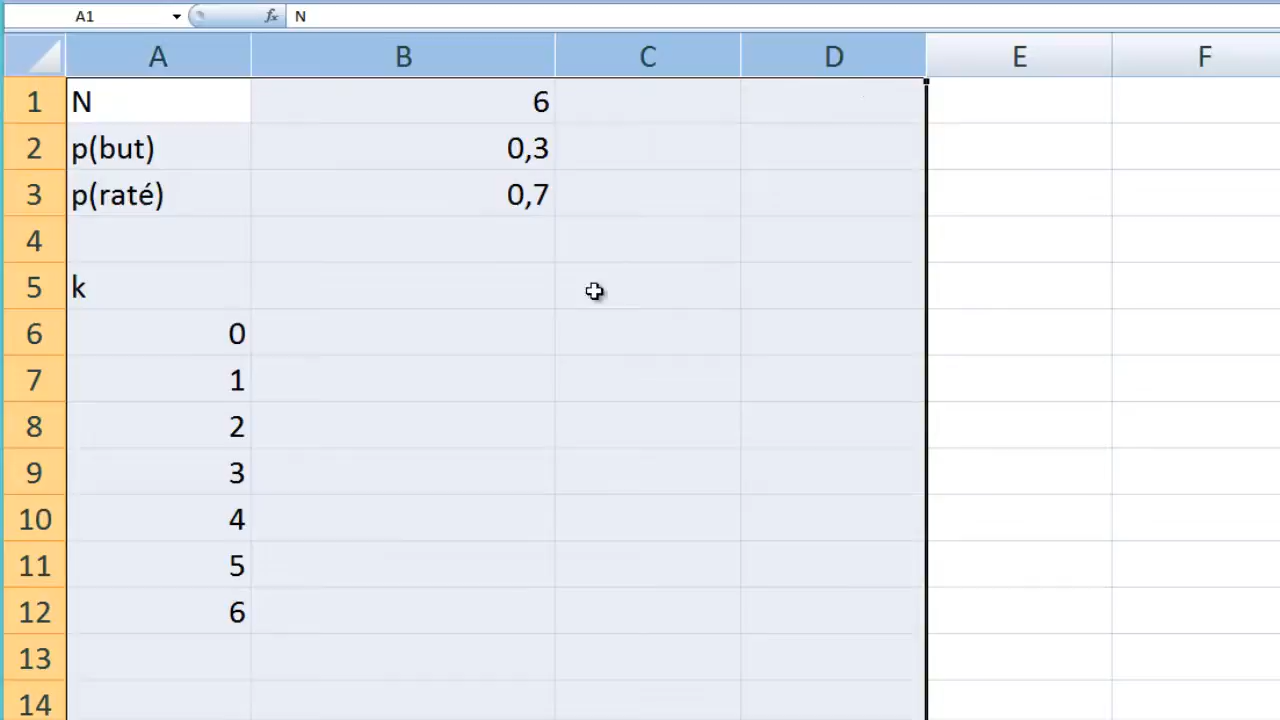 A1 fx N
A B C D E F
1 N 6
2 p(but) 0,3
3 p(raté) 0,7
4
5 k
6 0
7 1
8 2
9 3
10 4
11 5
12 6
13
14